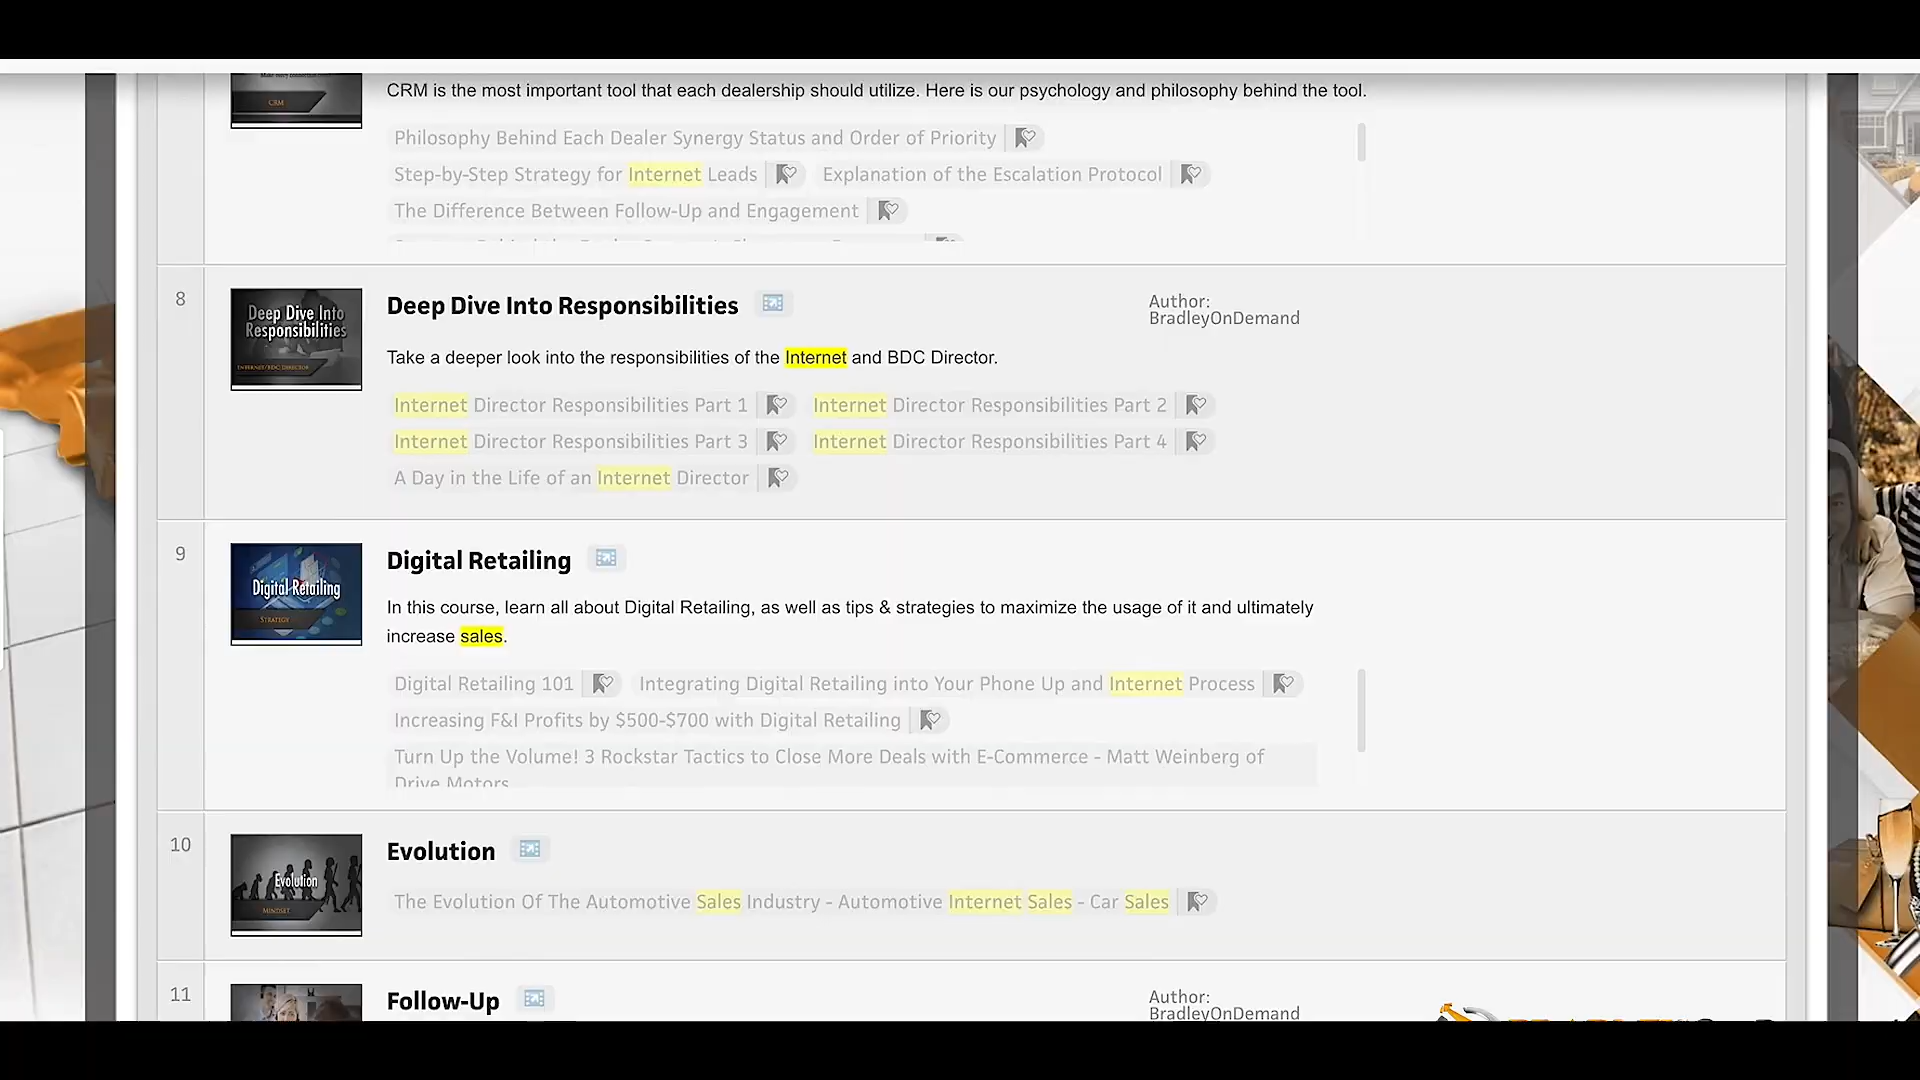 CRM
CRM is the most important tool that each dealership should utilize. Here is our psychology and philosophy behind the tool.
Philosophy Behind Each Dealer Synergy Status and Order of Priority
Step-by-Step Strategy for Internet Leads
Explanation of the Escalation Protocol
The Difference Between Follow-Up and Engagement
8
Deep Dive Into
Responsibilities
INTERNET/BDC DIRECTOR
Deep Dive Into Responsibilities
Author:
BradleyOnDemand
Take a deeper look into the responsibilities of the Internet and BDC Director.
Internet Director Responsibilities Part 1
Internet Director Responsibilities Part 2
Internet Director Responsibilities Part 3
Internet Director Responsibilities Part 4
A Day in the Life of an Internet Director
9
Digital Retailing
STRATEGY
Digital Retailing
In this course, learn all about Digital Retailing, as well as tips & strategies to maximize the usage of it and ultimately
increase sales.
Digital Retailing 101
Integrating Digital Retailing into Your Phone Up and Internet Process
Increasing F&I Profits by $500-$700 with Digital Retailing
Turn Up the Volume! 3 Rockstar Tactics to Close More Deals with E-Commerce - Matt Weinberg of
Drive Motors
10
Evolution
MINDSET
Evolution
The Evolution Of The Automotive Sales Industry - Automotive Internet Sales - Car Sales
11
Follow-Up
Author:
BradleyOnDemand